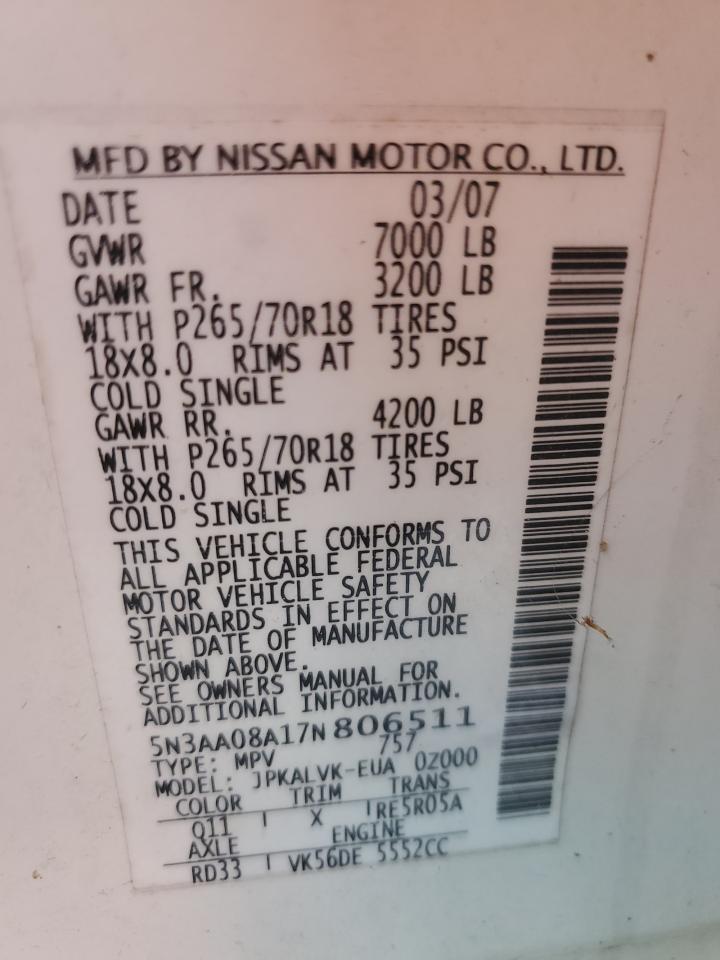 MFD BY NISSAN MOTOR CO., LTD.
DATE 03/07
GVWR 7000 LB
GAWR FR. 3200 LB
WITH P265/70R18 TIRES
18X8.0 RIMS AT 35 PSI
COLD SINGLE
GAWR RR. 4200 LB
WITH P265/70R18 TIRES
18X8.0 RIMS AT 35 PSI
COLD SINGLE
THIS VEHICLE CONFORMS TO
ALL APPLICABLE FEDERAL
MOTOR VEHICLE SAFETY
STANDARDS IN EFFECT ON
THE DATE OF MANUFACTURE
SHOWN ABOVE.
SEE OWNERS MANUAL FOR
ADDITIONAL INFORMATION.
5N3AA08A17N 806511
TYPE: MPV 757
MODEL: JPKALVK-EUA 0Z000
COLOR TRIM TRANS
Q11 X RE5R05A
AXLE ENGINE
RD33 VK56DE 5552CC